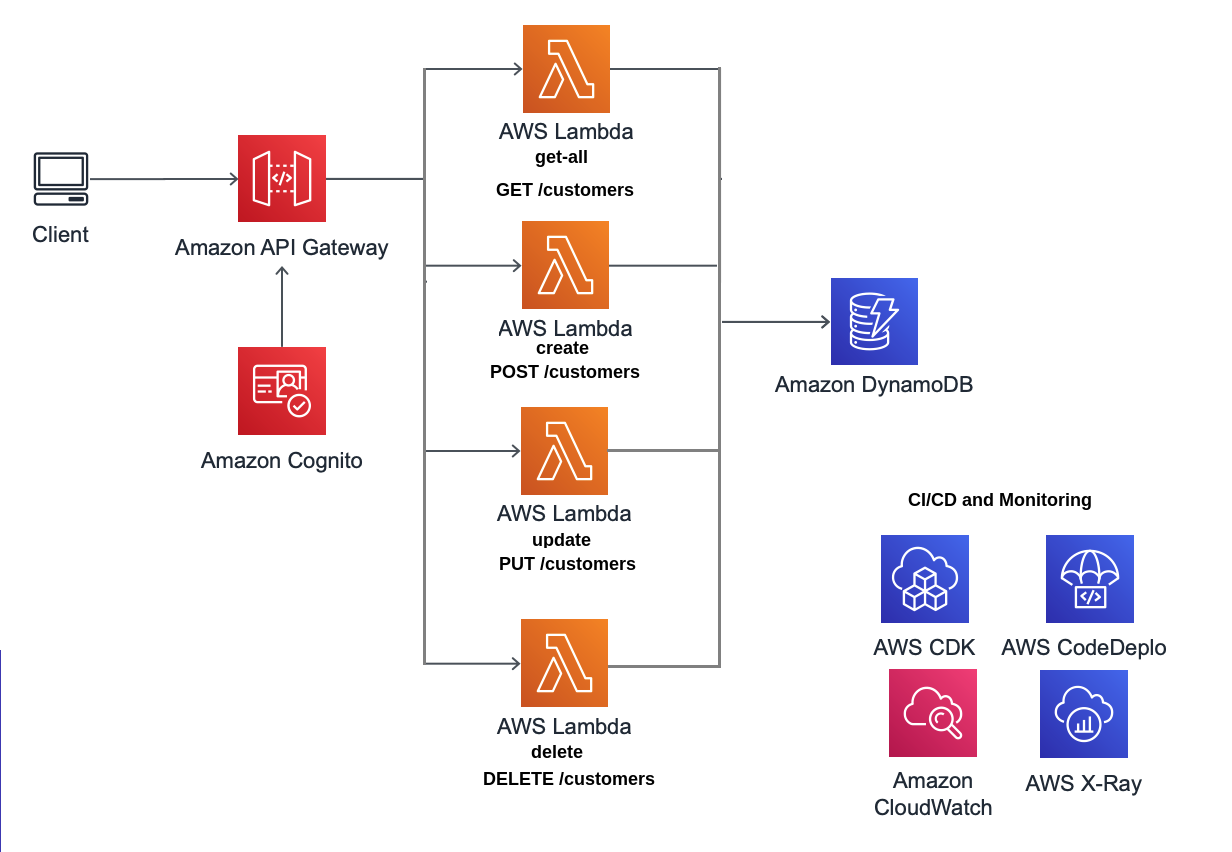 Client
Amazon API Gateway
Amazon Cognito
AWS Lambda
get-all
GET /customers
AWS Lambda
create
POST /customers
AWS Lambda
update
PUT /customers
AWS Lambda
delete
DELETE /customers
Amazon DynamoDB
CI/CD and Monitoring
AWS CDK
AWS CodeDeplo
Amazon
CloudWatch
AWS X-Ray